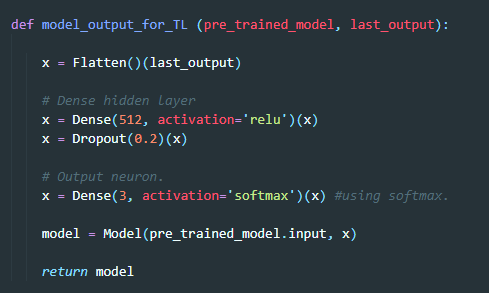 def model_output_for_TL (pre_trained_model, last_output):
x = Flatten()(last_output)
# Dense hidden layer
x = Dense(512, activation='relu')(x)
x = Dropout(0.2)(x)
# Output neuron.
x = Dense(3, activation='softmax')(x) #using softmax.
model = Model(pre_trained_model.input, x)
return model